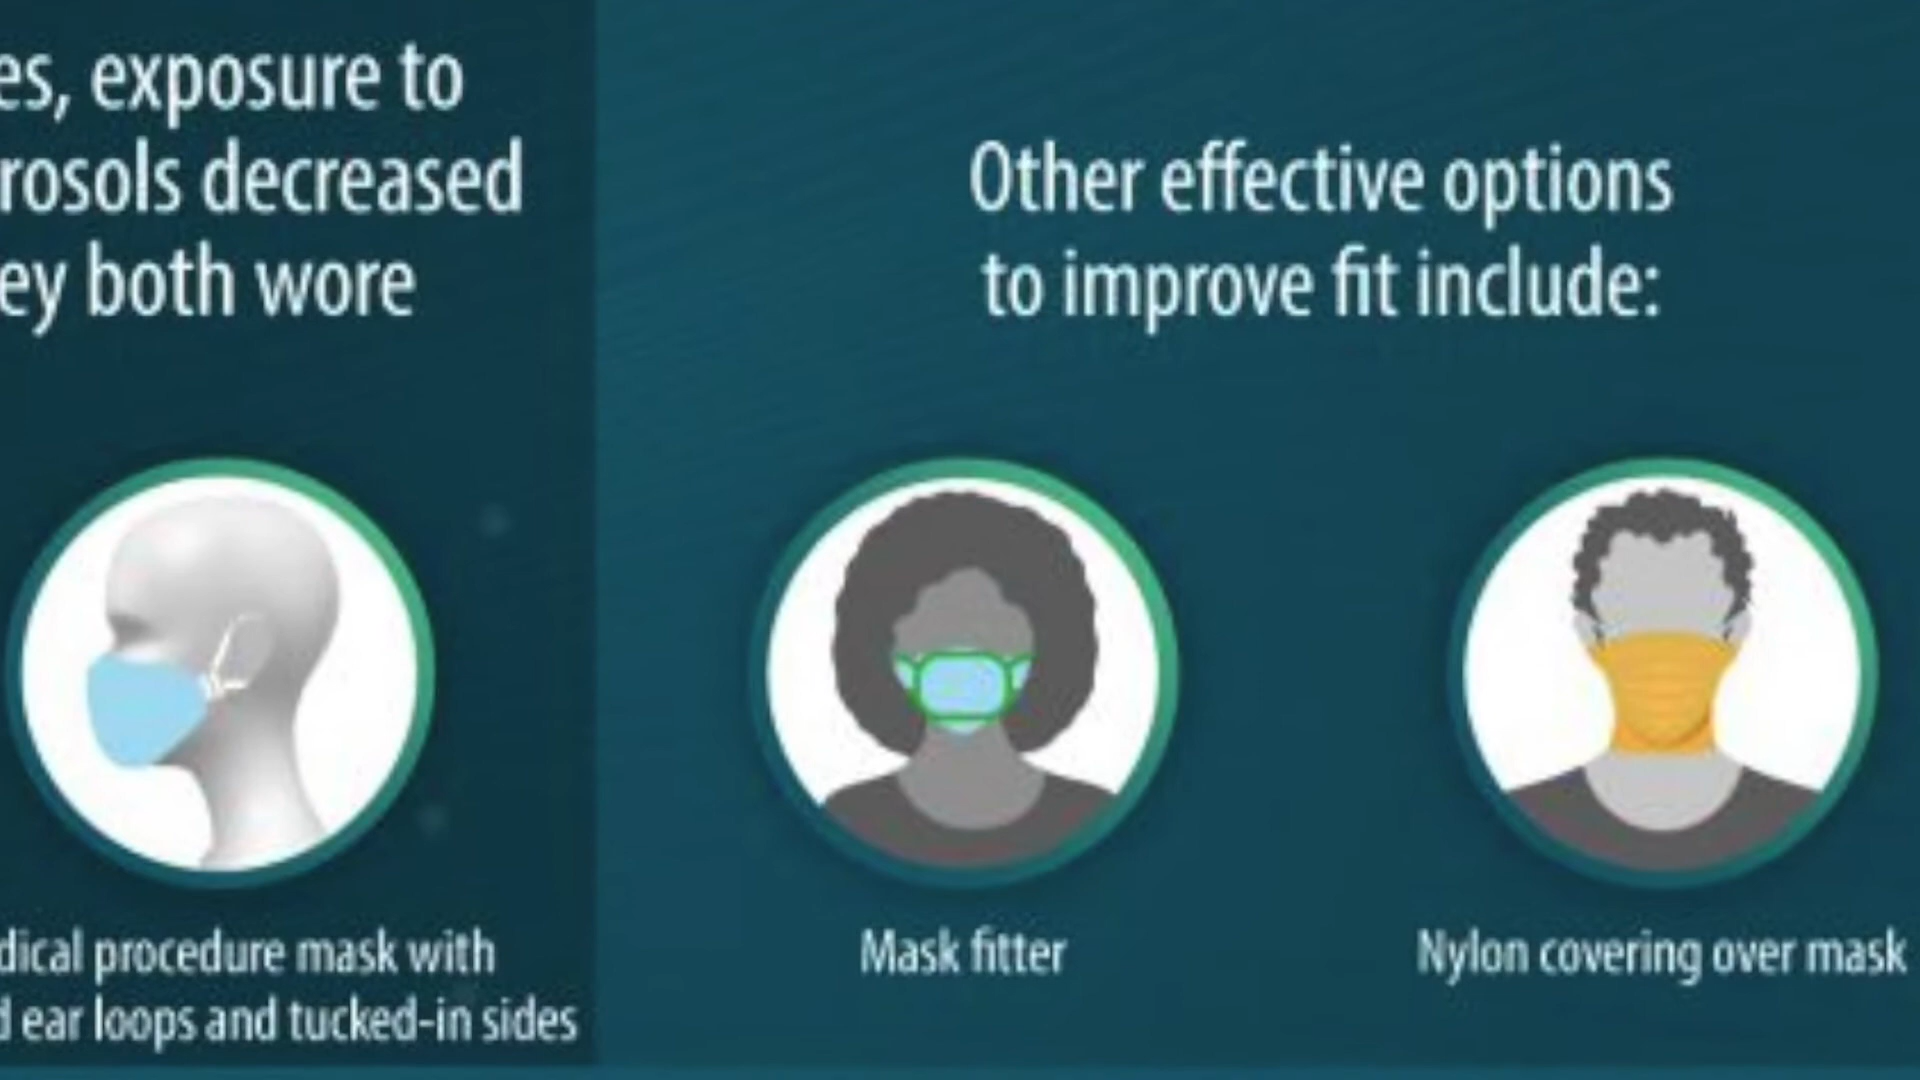 es, exposure to
rosols decreased
ey both wore
dical procedure mask with
d ear loops and tucked-in sides
Other effective options
to improve fit include:
Mask fitter
Nylon covering over mask